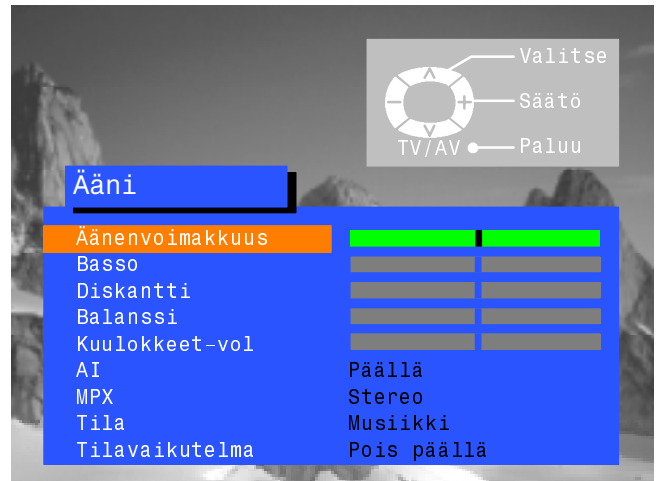 Valitse
Säätö
TV/AV Paluu
Ääni
Äänenvoimakkuus
Basso
Diskantti
Balanssi
Kuulokkeet-vol
AI Päällä
MPX Stereo
Tila Musiikki
Tilavaikutelma Pois päällä